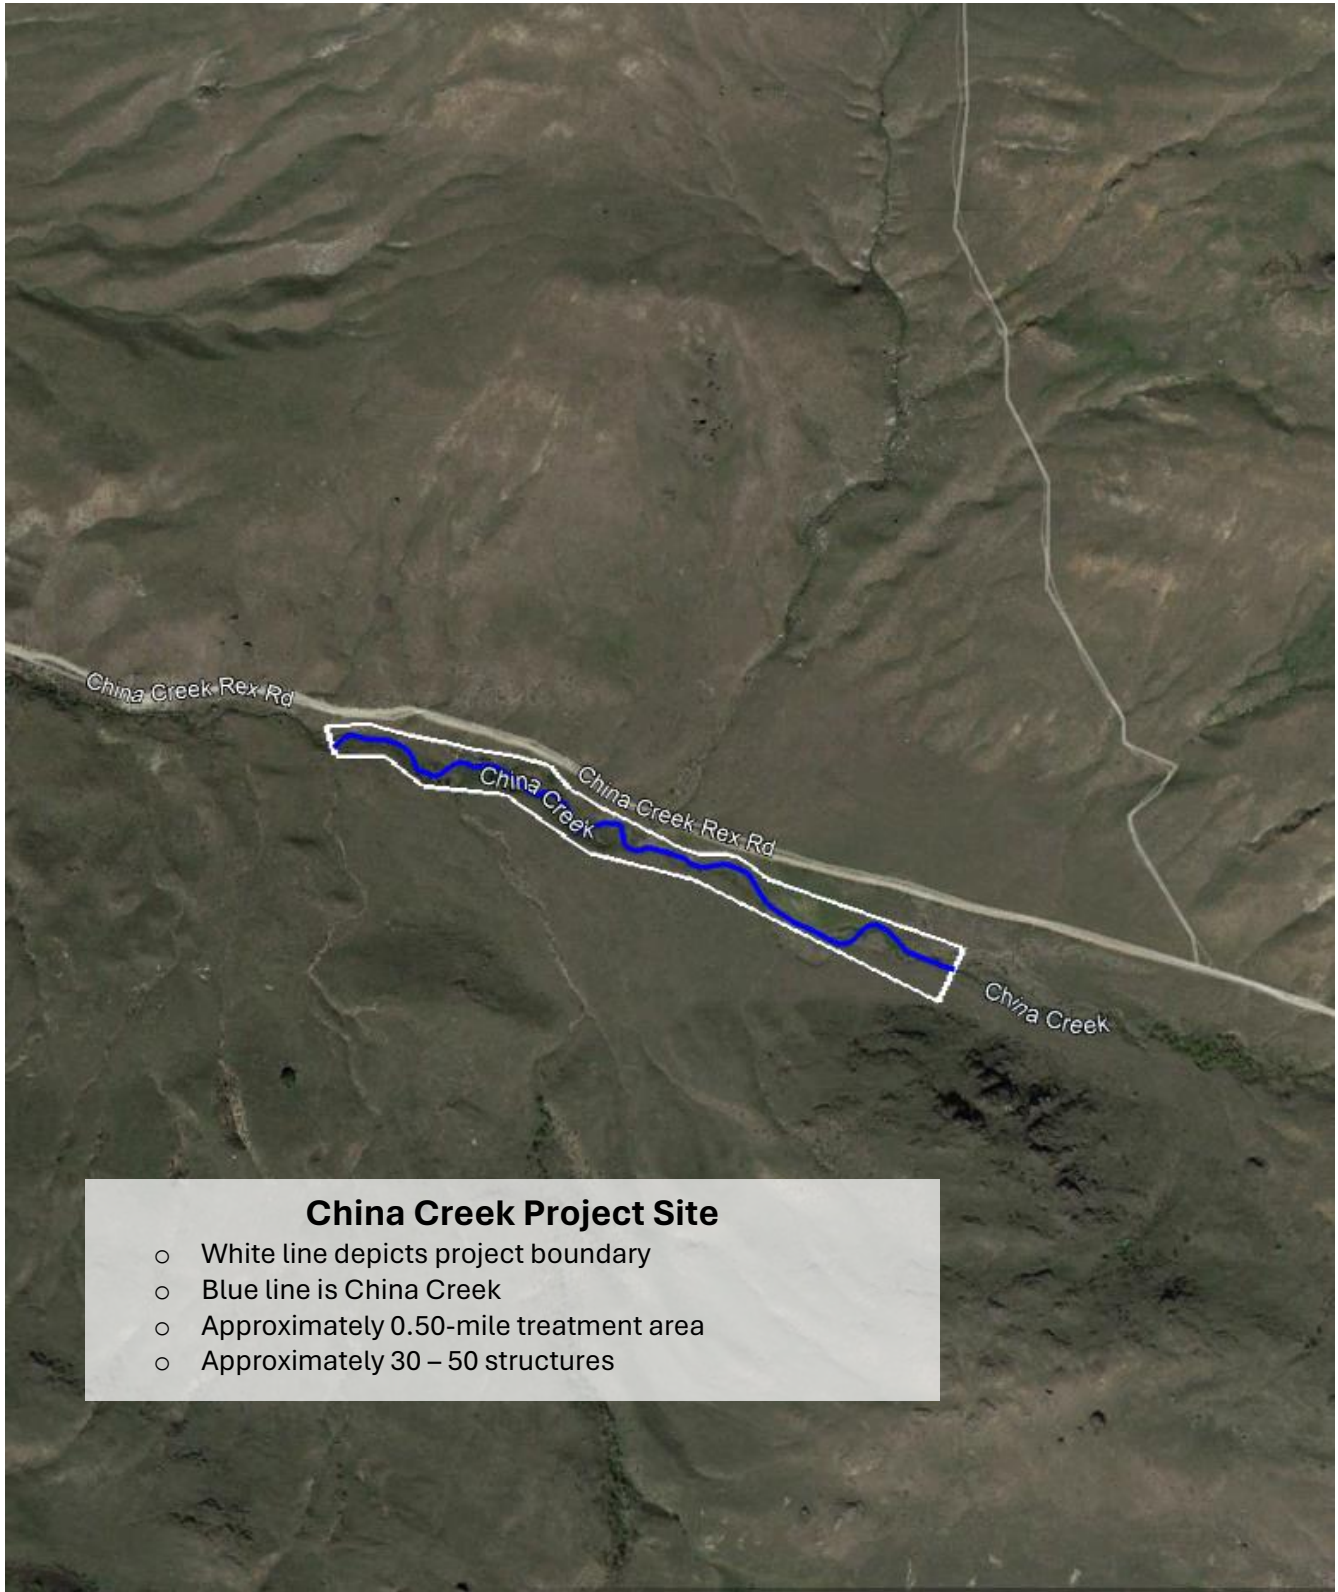 China Creek Rex Rd
China Creek
China Creek Rex Rd
China Creek
China Creek Project Site
○ White line depicts project boundary
○ Blue line is China Creek
○ Approximately 0.50-mile treatment area
○ Approximately 30 – 50 structures